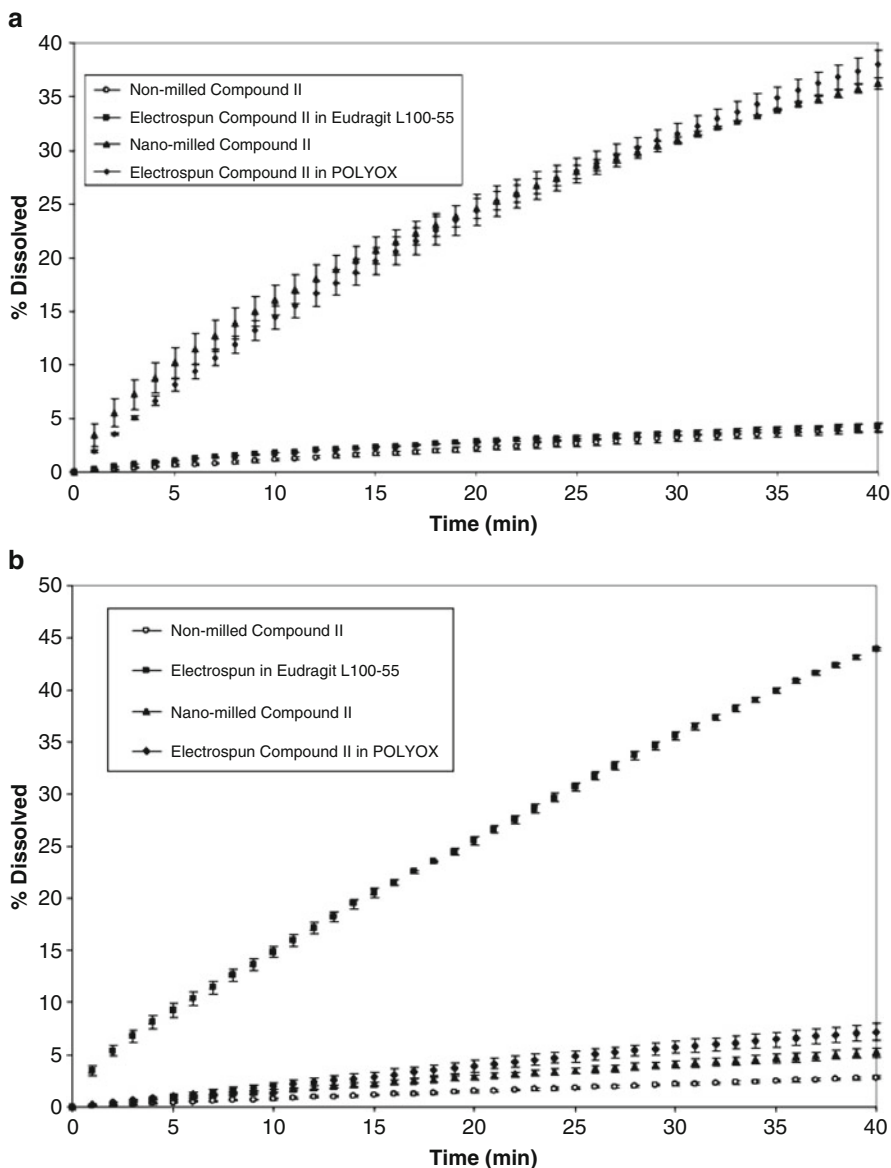 a
40
35
30
25
20
15
10
5
0
% Dissolved
Non-milled Compound II
Electrospun Compound II in Eudragit L100-55
Nano-milled Compound II
Electrospun Compound II in POLYOX
0 5 10 15 20 25 30 35 40
Time (min)
b
50
45
40
35
30
25
20
15
10
5
0
% Dissolved
Non-milled Compound II
Electrospun in Eudragit L100-55
Nano-milled Compound II
Electrospun Compound II in POLYOX
0 5 10 15 20 25 30 35 40
Time (min)